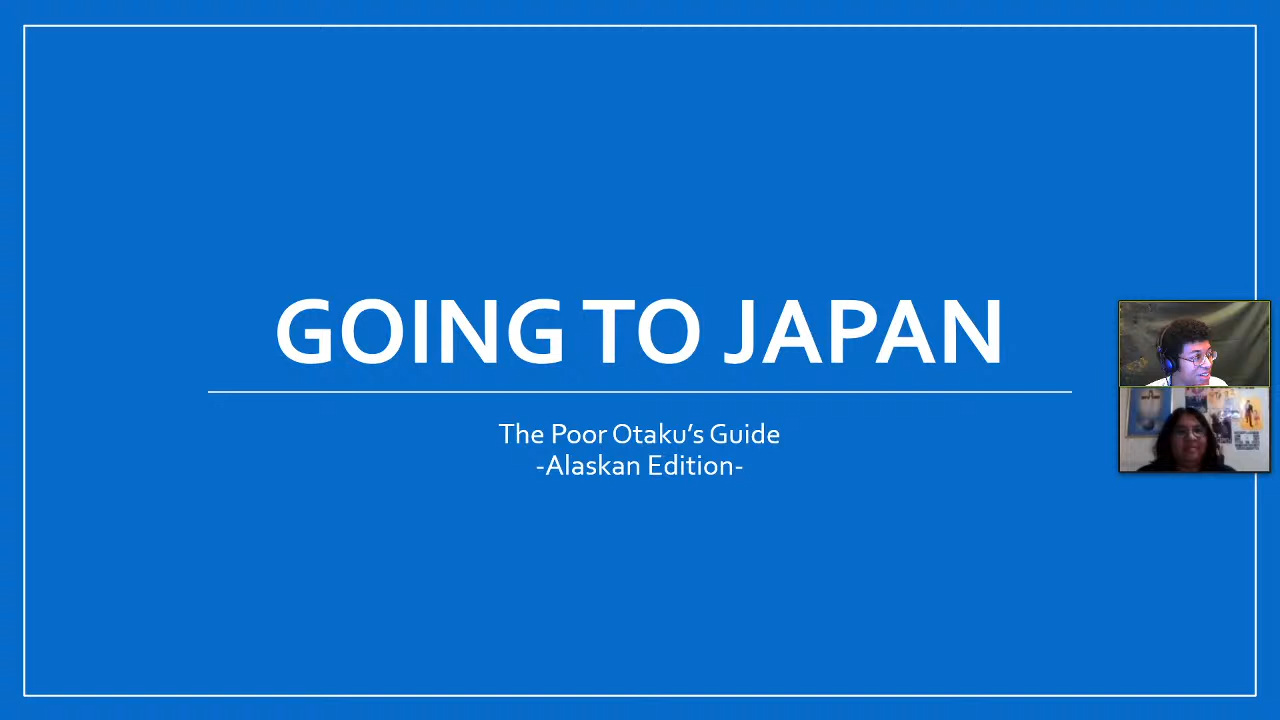 GOING TO JAPAN
The Poor Otaku's Guide
-Alaskan Edition-